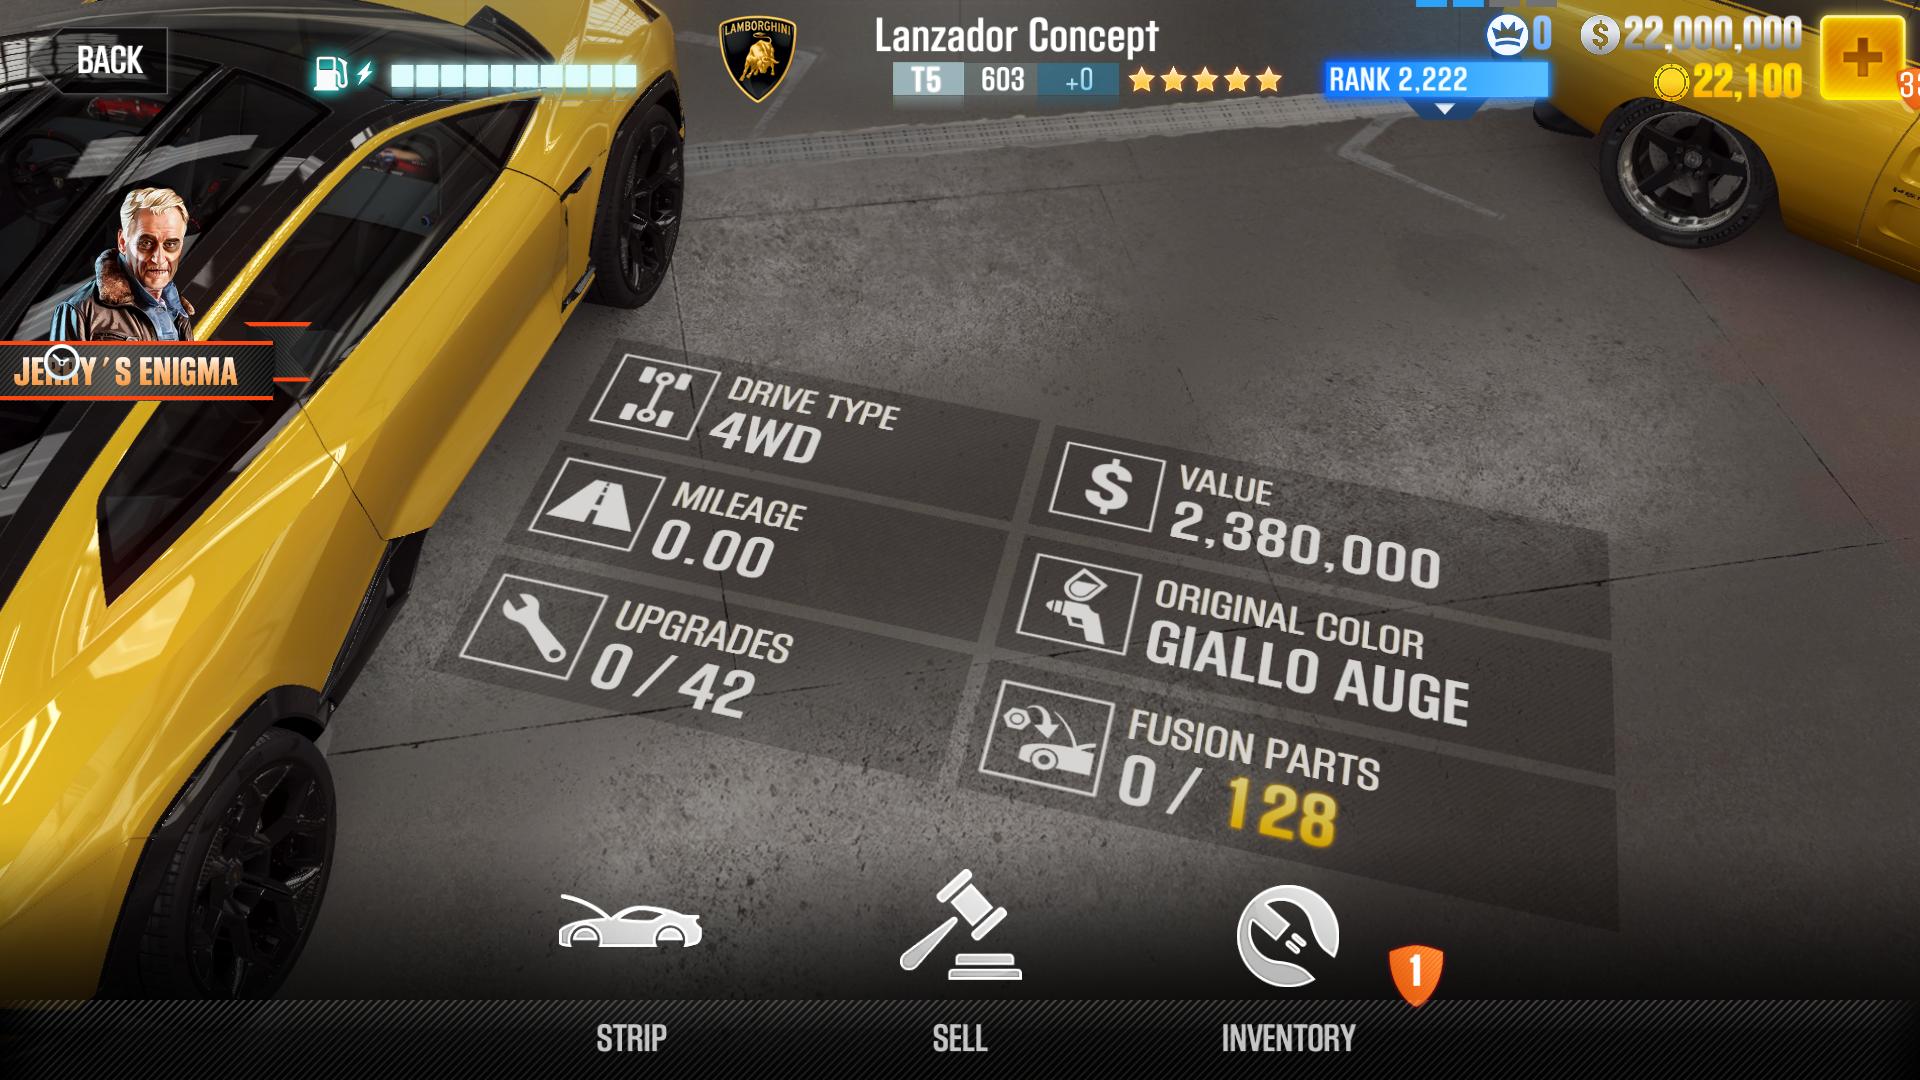 BACK
LAMBORGHINI
Lanzador Concept
T5 603 +0
RANK 2,222
0
22,000,000
22,100
JERRY'S ENIGMA
DRIVE TYPE
4WD
MILEAGE
0.00
UPGRADES
0 / 42
VALUE
2,380,000
ORIGINAL COLOR
GIALLO AUGE
FUSION PARTS
0 / 128
STRIP
SELL
INVENTORY
1